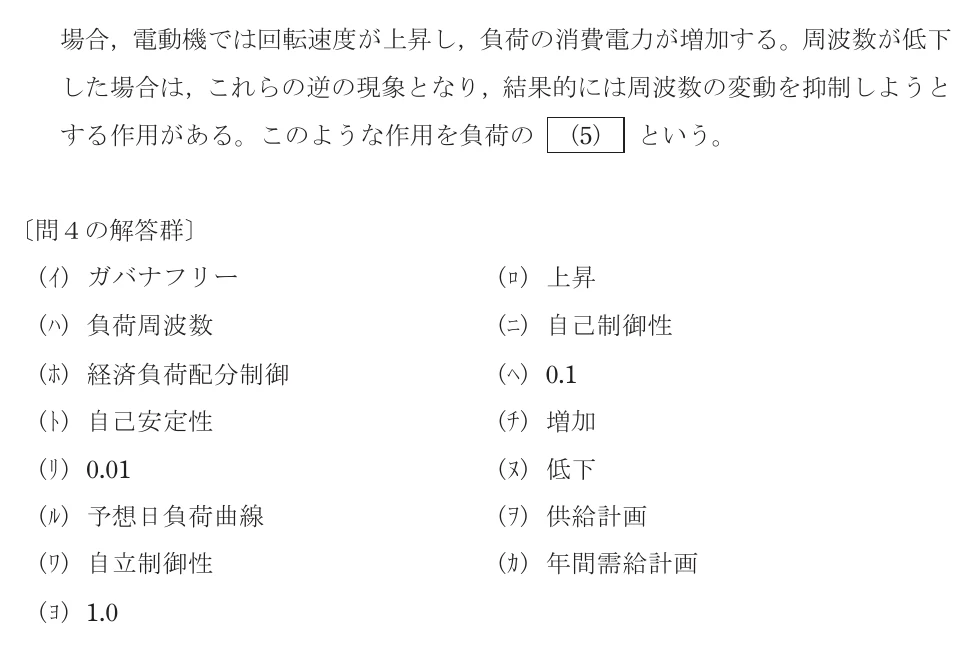 場合，電動機では回転速度が上昇し，負荷の消費電力が増加する。周波数が低下
した場合は，これらの逆の現象となり，結果的には周波数の変動を抑制しようと
する作用がある。このような作用を負荷の (5) という。
〔問４の解答群〕
(ｲ) ガバナフリー
(ﾛ) 上昇
(ﾊ) 負荷周波数
(ﾆ) 自己制御性
(ﾎ) 経済負荷配分制御
(ﾍ) 0.1
(ﾄ) 自己安定性
(ﾁ) 増加
(ﾘ) 0.01
(ﾇ) 低下
(ﾙ) 予想日負荷曲線
(ｦ) 供給計画
(ﾜ) 自立制御性
(ｶ) 年間需給計画
(ﾖ) 1.0